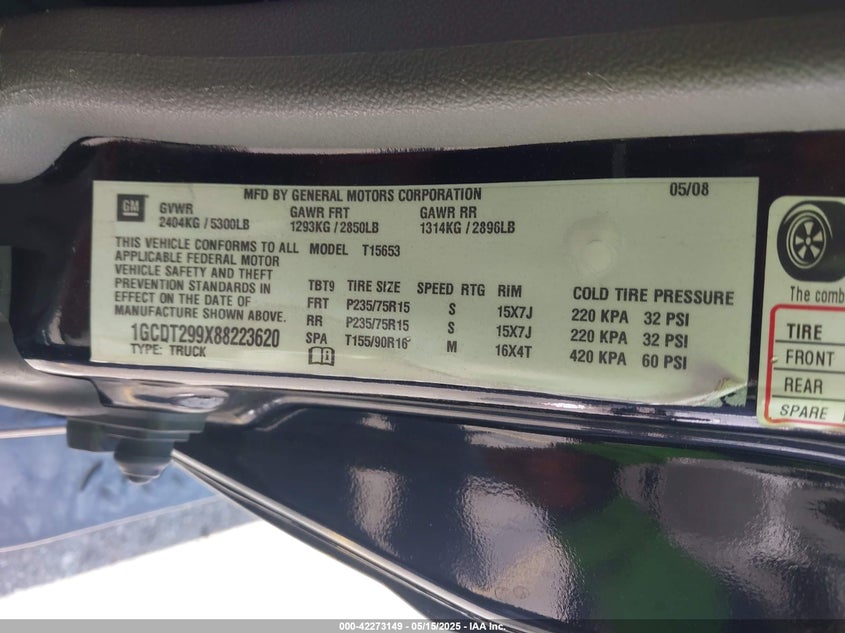 MFD BY GENERAL MOTORS CORPORATION 05/08
GM
GVWR GAWR FRT GAWR RR
2404KG / 5300LB 1293KG / 2850LB 1314KG / 2896LB
THIS VEHICLE CONFORMS TO ALL
APPLICABLE FEDERAL MOTOR
VEHICLE SAFETY AND THEFT
PREVENTION STANDARDS IN
EFFECT ON THE DATE OF
MANUFACTURE SHOWN ABOVE.
1GCDT299X88223620
TYPE: TRUCK
MODEL T15653
TBT9 TIRE SIZE SPEED RTG RIM COLD TIRE PRESSURE
FRT P235/75R15 S 15X7J 220 KPA 32 PSI
RR P235/75R15 S 15X7J 220 KPA 32 PSI
SPA T155/90R16 M 16X4T 420 KPA 60 PSI
The comb
TIRE
FRONT
REAR
SPARE
000-42273149 - 05/15/2025 - IAA Inc.